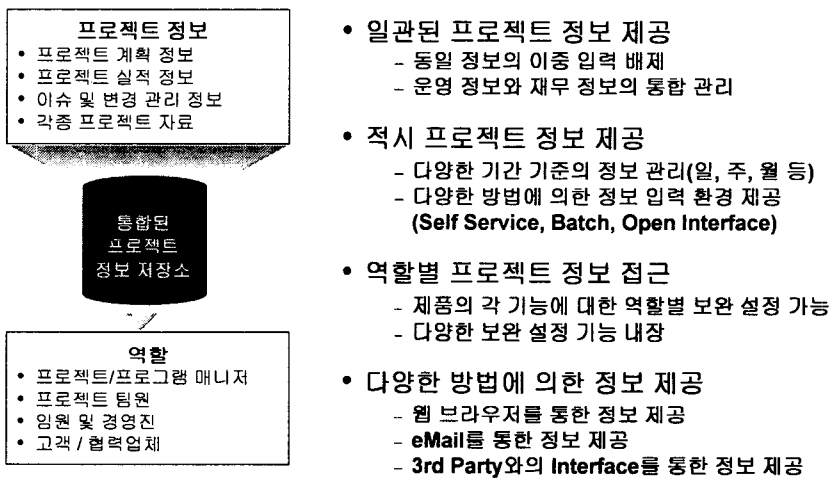 프로젝트 정보
• 프로젝트 계획 정보
• 프로젝트 실적 정보
• 이슈 및 변경 관리 정보
• 각종 프로젝트 자료
통합된
프로젝트
정보 저장소
역할
• 프로젝트/프로그램 매니저
• 프로젝트 팀원
• 임원 및 경영진
• 고객 / 협력업체
• 일관된 프로젝트 정보 제공
– 동일 정보의 이중 입력 배제
– 운영 정보와 재무 정보의 통합 관리
• 적시 프로젝트 정보 제공
– 다양한 기간 기준의 정보 관리(일, 주, 월 등)
– 다양한 방법에 의한 정보 입력 환경 제공
(Self Service, Batch, Open Interface)
• 역할별 프로젝트 정보 접근
– 제품의 각 기능에 대한 역할별 보완 설정 가능
– 다양한 보완 설정 기능 내장
• 다양한 방법에 의한 정보 제공
– 웹 브라우저를 통한 정보 제공
– eMail를 통한 정보 제공
– 3rd Party와의 Interface를 통한 정보 제공